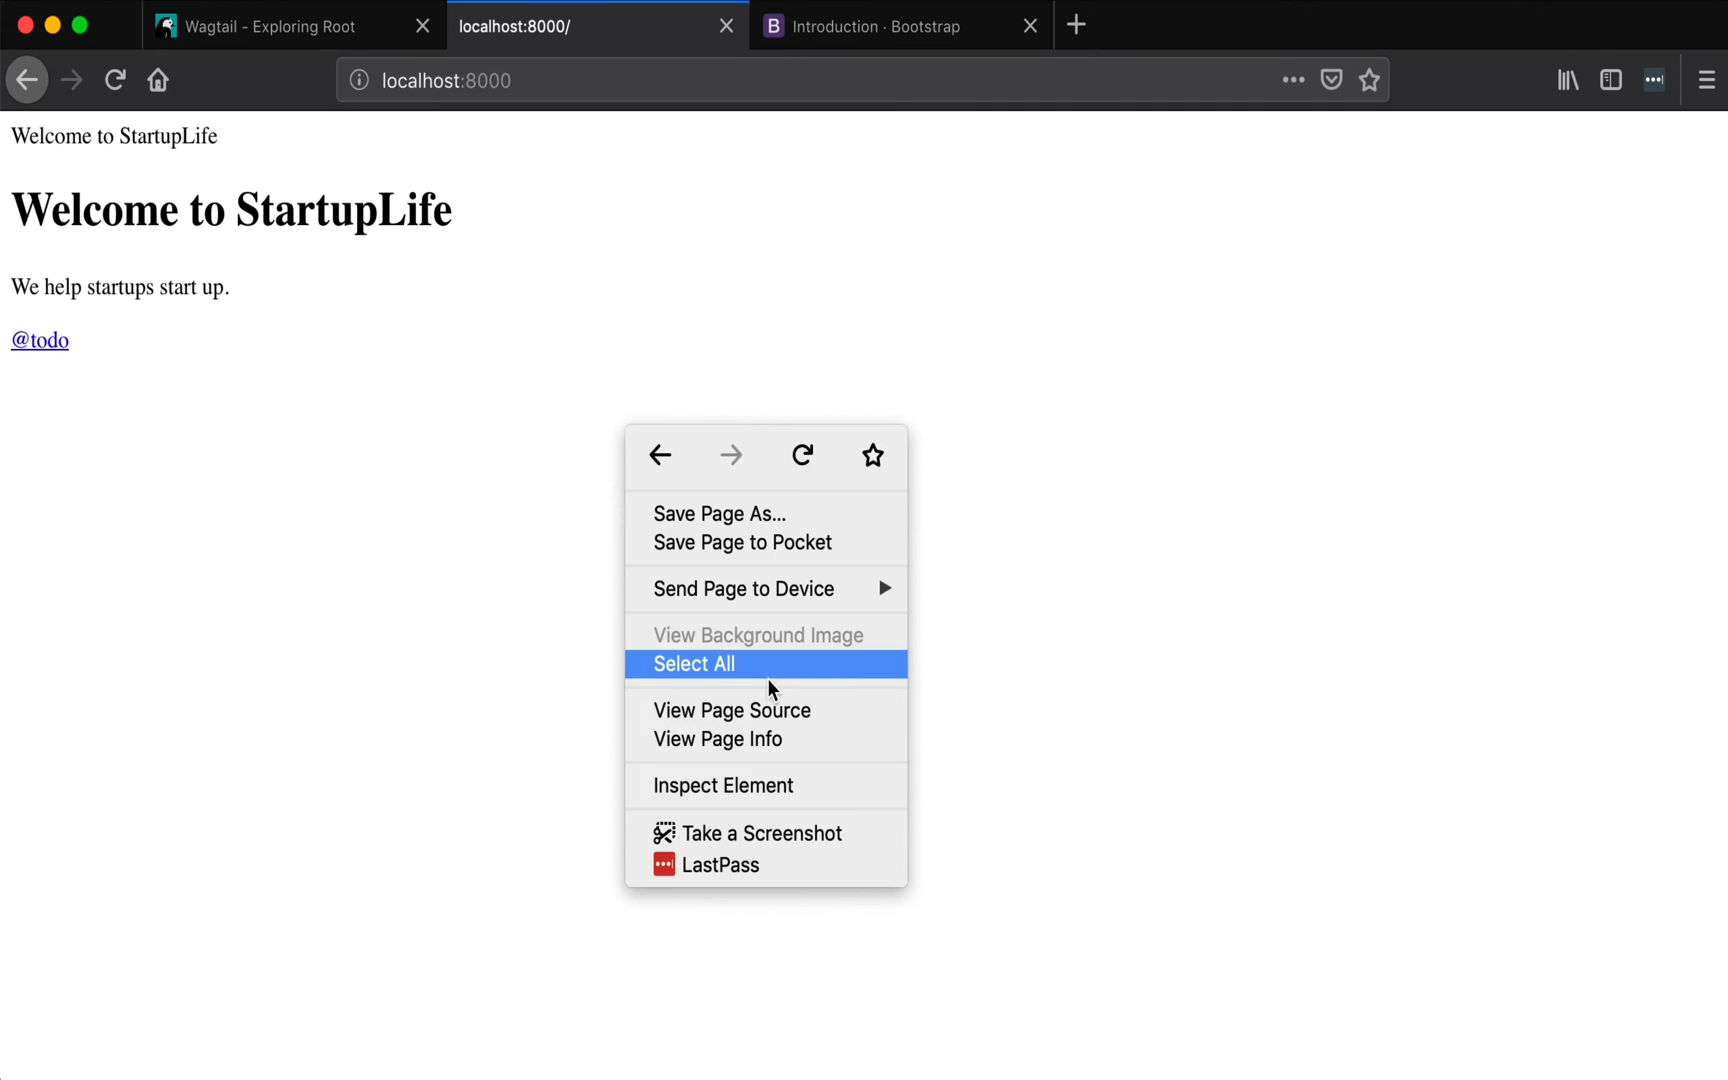 Wagtail - Exploring Root
localhost:8000/
B Introduction · Bootstrap
localhost:8000
Welcome to StartupLife
Welcome to StartupLife
We help startups start up.
@todo
Save Page As...
Save Page to Pocket
Send Page to Device
View Background Image
Select All
View Page Source
View Page Info
Inspect Element
Take a Screenshot
LastPass